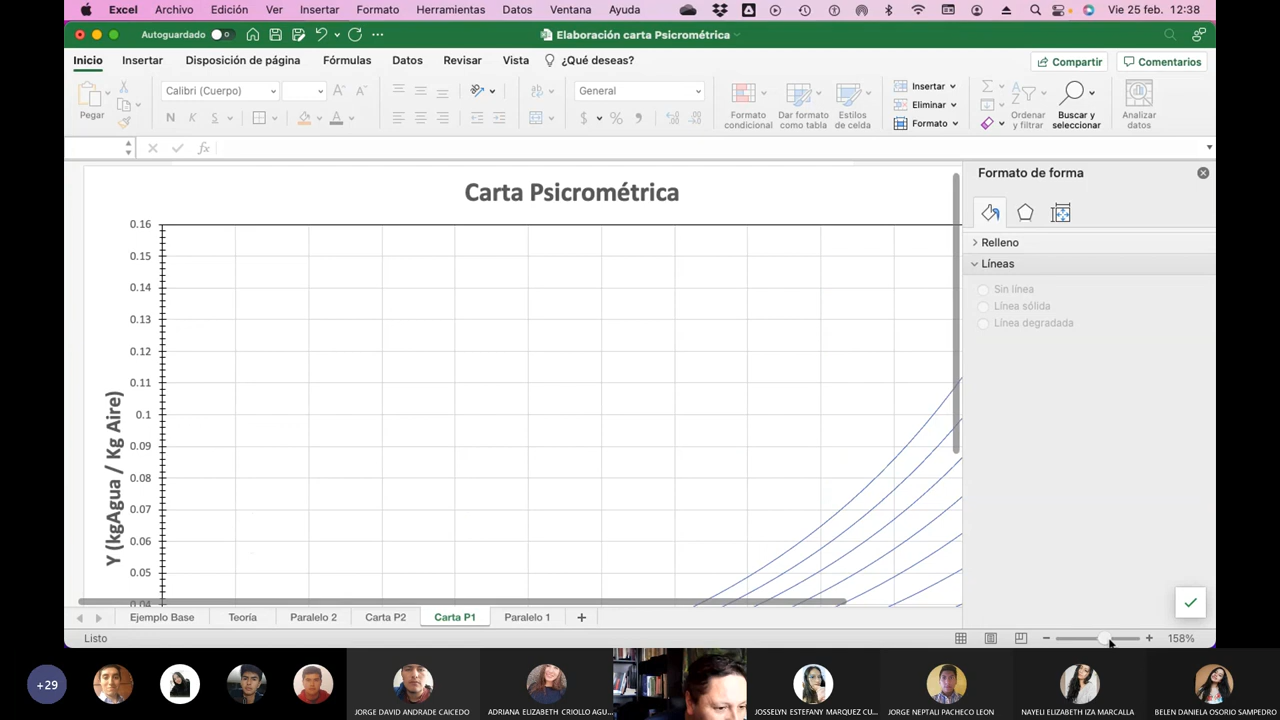 Excel Archivo Edición Ver Insertar Formato Herramientas Datos Ventana Ayuda Vie 25 feb. 12:38
Autoguardado Elaboración carta Psicrométrica
Inicio Insertar Disposición de página Fórmulas Datos Revisar Vista ¿Qué deseas? Compartir Comentarios
Pegar
Calibri (Cuerpo)
N K S
A
General
$ % 
Formato condicional
Dar formato como tabla
Estilos de celda
Insertar
Eliminar
Formato
Ordenar y filtrar
Buscar y seleccionar
Analizar datos
fx
Carta Psicrométrica
Y (kgAgua / Kg Aire)
0.16
0.15
0.14
0.13
0.12
0.11
0.1
0.09
0.08
0.07
0.06
0.05
0.04
Formato de forma
Relleno
Líneas
Sin línea
Línea sólida
Línea degradada
Ejemplo Base Teoría Paralelo 2 Carta P2 Carta P1 Paralelo 1
Listo 158%
+29
JORGE DAVID ANDRADE CAICEDO
ADRIANA ELIZABETH CRIOLLO AGU...
JOSSELYN ESTEFANY MARQUEZ CU...
JORGE NEPTALI PACHECO LEON
NAYELI ELIZABETH IZA MARCALLA
BELEN DANIELA OSORIO SAMPEDRO